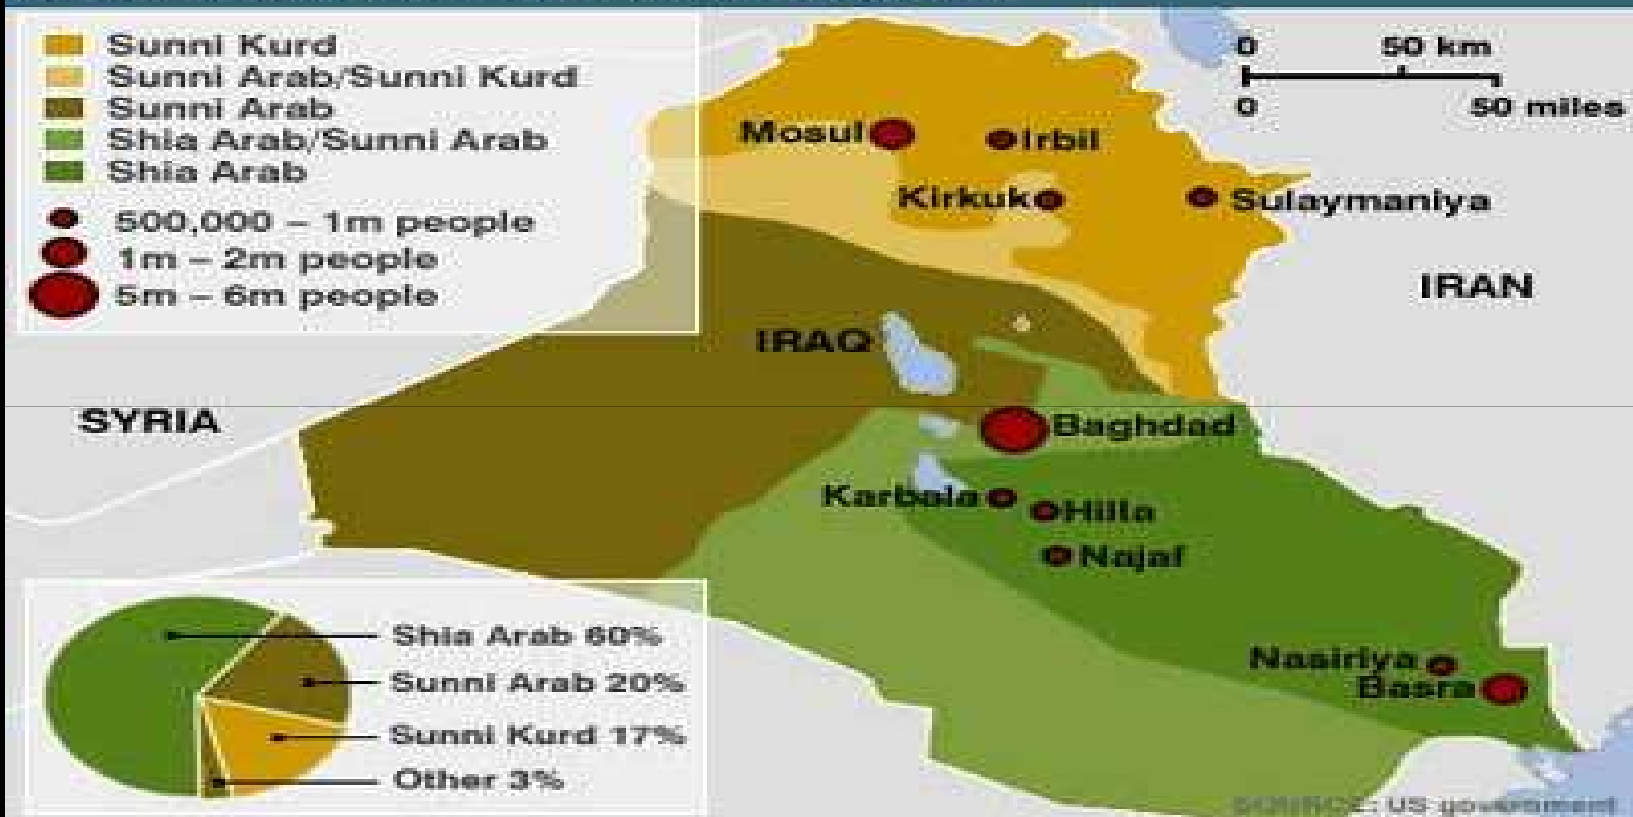 Sunni Kurd
Sunni Arab/Sunni Kurd
Sunni Arab
Shia Arab/Sunni Arab
Shia Arab
500,000 – 1m people
1m – 2m people
5m – 6m people
0 50 km
0 50 miles
Mosul
Irbil
Kirkuk
Sulaymaniya
IRAN
IRAQ
SYRIA
Baghdad
Karbala
Hilla
Najaf
Nasiriya
Basra
Shia Arab 60%
Sunni Arab 20%
Sunni Kurd 17%
Other 3%
SOURCE: US government